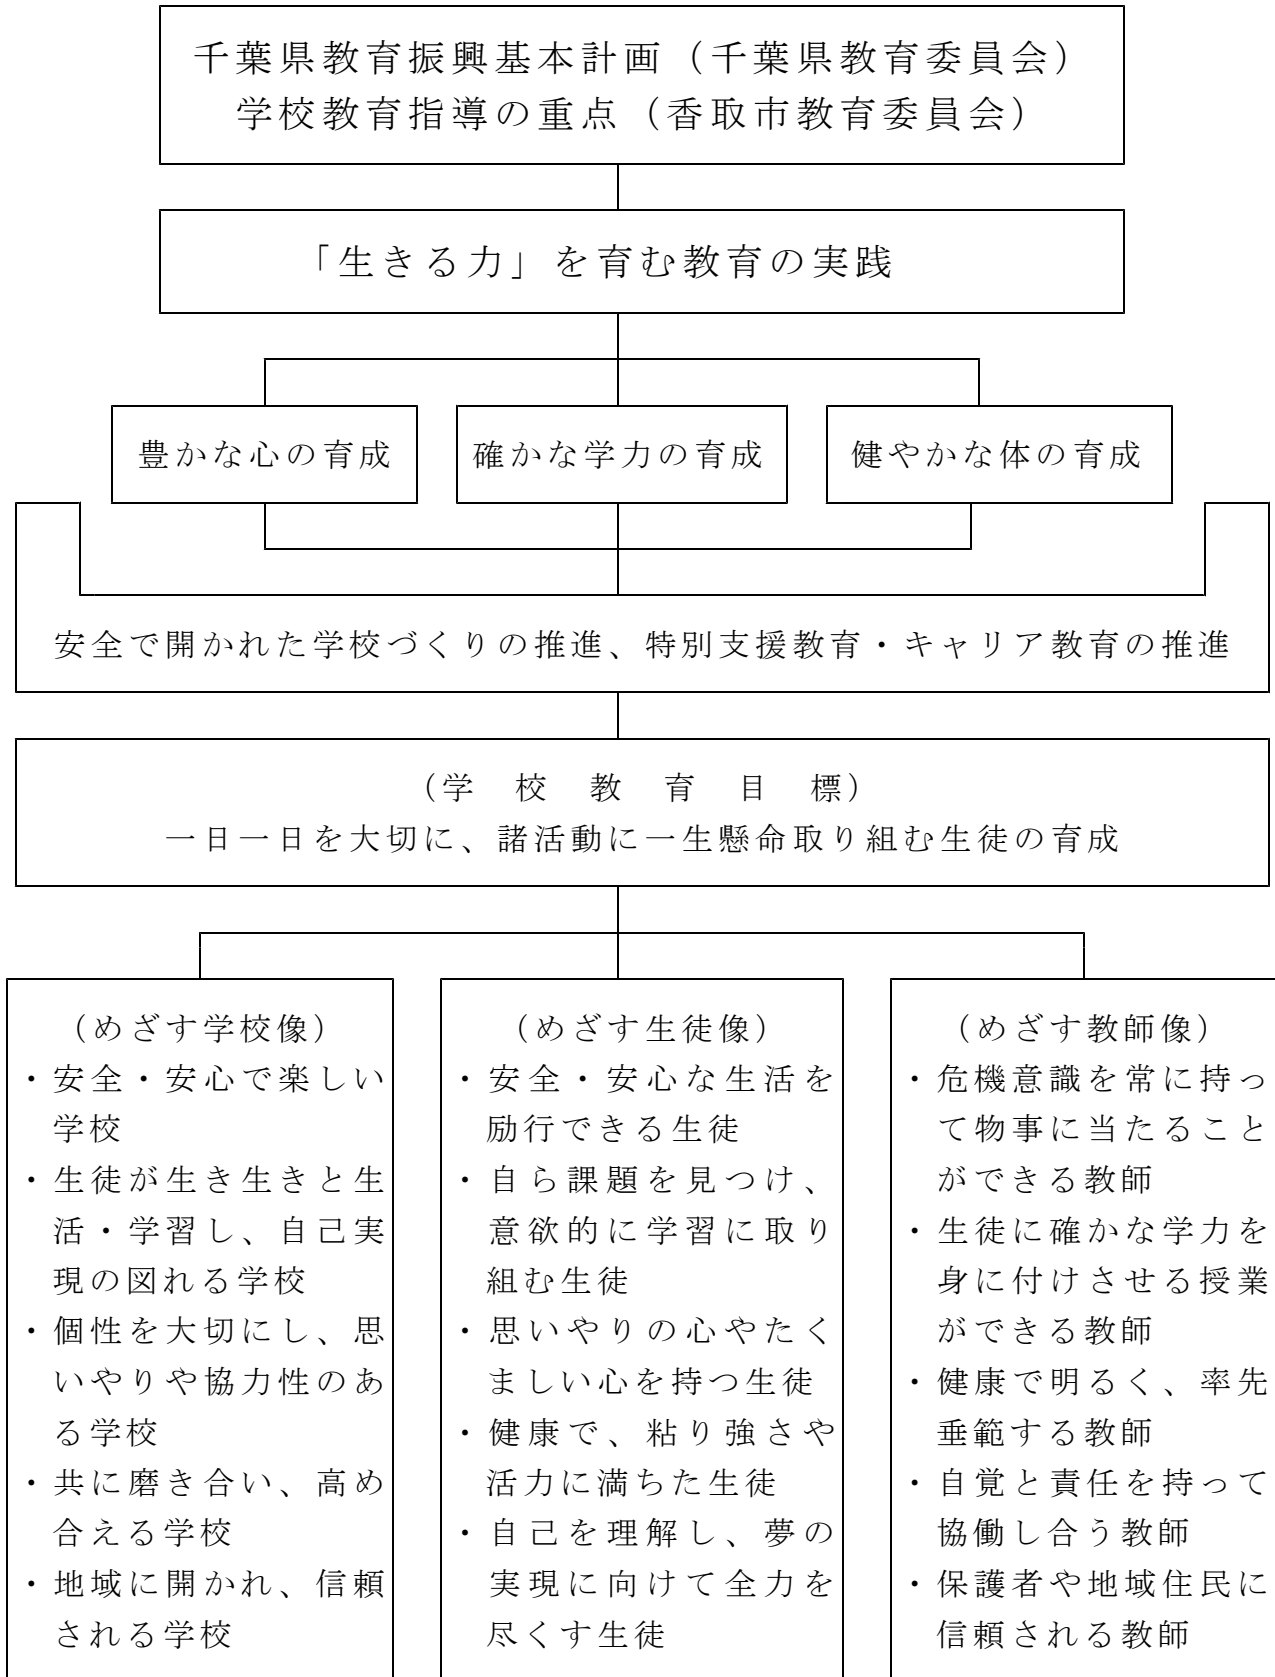 千葉県教育振興基本計画（千葉県教育委員会）
学校教育指導の重点（香取市教育委員会）
「生きる力」を育む教育の実践
豊かな心の育成
確かな学力の育成
健やかな体の育成
安全で開かれた学校づくりの推進、特別支援教育・キャリア教育の推進
（学　校　教　育　目　標）
一日一日を大切に、諸活動に一生懸命取り組む生徒の育成
（めざす学校像）
・安全・安心で楽しい
学校
・生徒が生き生きと生
活・学習し、自己実
現の図れる学校
・個性を大切にし、思
いやりや協力性のあ
る学校
・共に磨き合い、高め
合える学校
・地域に開かれ、信頼
される学校
（めざす生徒像）
・安全・安心な生活を
励行できる生徒
・自ら課題を見つけ、
意欲的に学習に取り
組む生徒
・思いやりの心やたく
ましい心を持つ生徒
・健康で、粘り強さや
活力に満ちた生徒
・自己を理解し、夢の
実現に向けて全力を
尽くす生徒
（めざす教師像）
・危機意識を常に持っ
て物事に当たること
ができる教師
・生徒に確かな学力を
身に付けさせる授業
ができる教師
・健康で明るく、率先
垂範する教師
・自覚と責任を持って
協働し合う教師
・保護者や地域住民に
信頼される教師